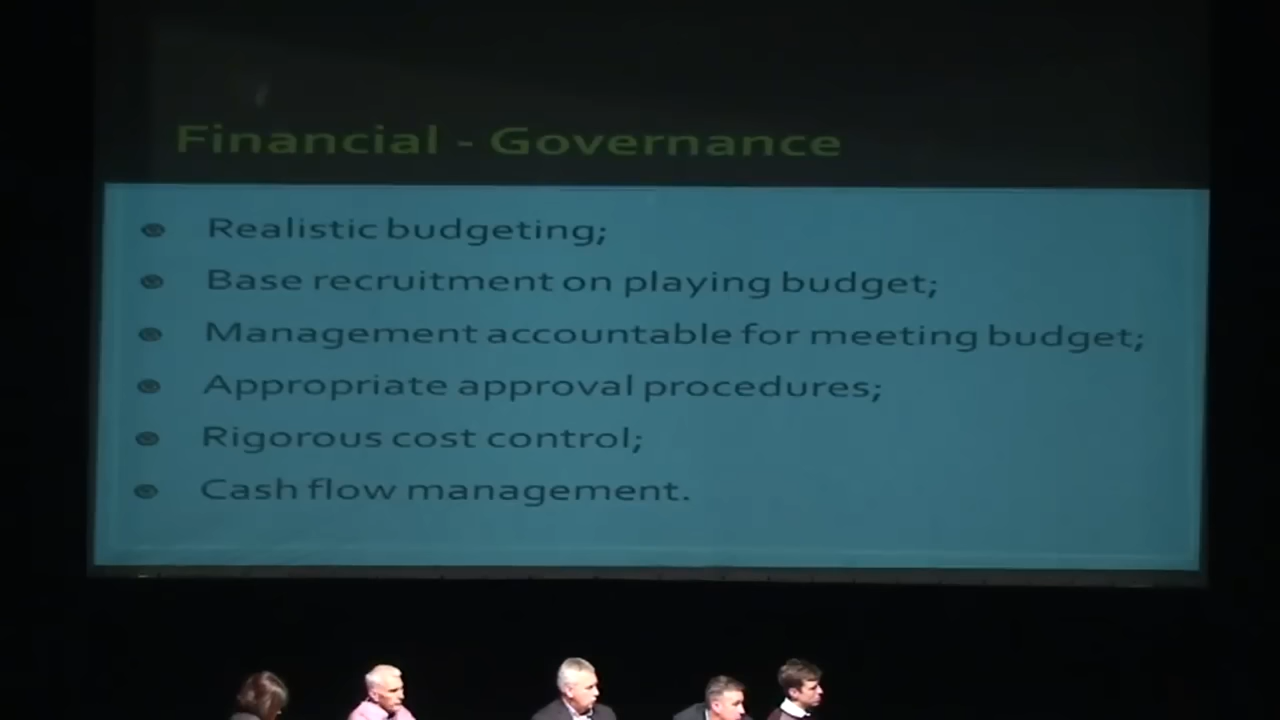 Financial - Governance
Realistic budgeting;
Base recruitment on playing budget;
Management accountable for meeting budget;
Appropriate approval procedures;
Rigorous cost control;
Cash flow management.